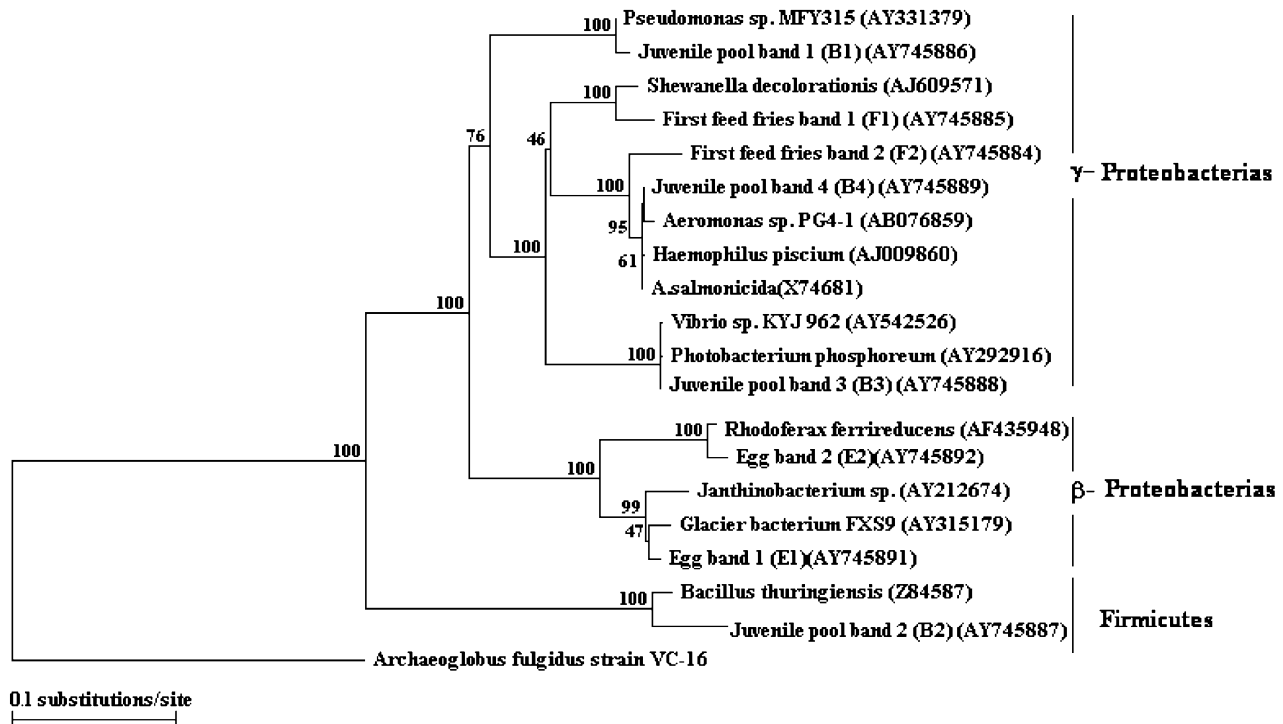 100
Pseudomonas sp. MFY315 (AY331379)
Juvenile pool band 1 (B1) (AY745886)
100
Shewanella decolorationis (AJ609571)
First feed fries band 1 (F1) (AY745885)
76
46
First feed fries band 2 (F2) (AY745884)
γ- Proteobacterias
100
Juvenile pool band 4 (B4) (AY745889)
Aeromonas sp. PG4-1 (AB076859)
95
100
61
Haemophilus piscium (AJ009860)
A.salmonicida(X74681)
100
Vibrio sp. KYJ 962 (AY542526)
100
Photobacterium phosphoreum (AY292916)
Juvenile pool band 3 (B3) (AY745888)
100
Rhodoferax ferrireducens (AF435948)
100
Egg band 2 (E2)(AY745892)
100
Janthinobacterium sp. (AY212674)
β- Proteobacterias
99
Glacier bacterium FXS9 (AY315179)
47
Egg band 1 (E1)(AY745891)
100
Bacillus thuringiensis (Z84587)
Firmicutes
Juvenile pool band 2 (B2) (AY745887)
Archaeoglobus fulgidus strain VC-16
0.1 substitutions/site